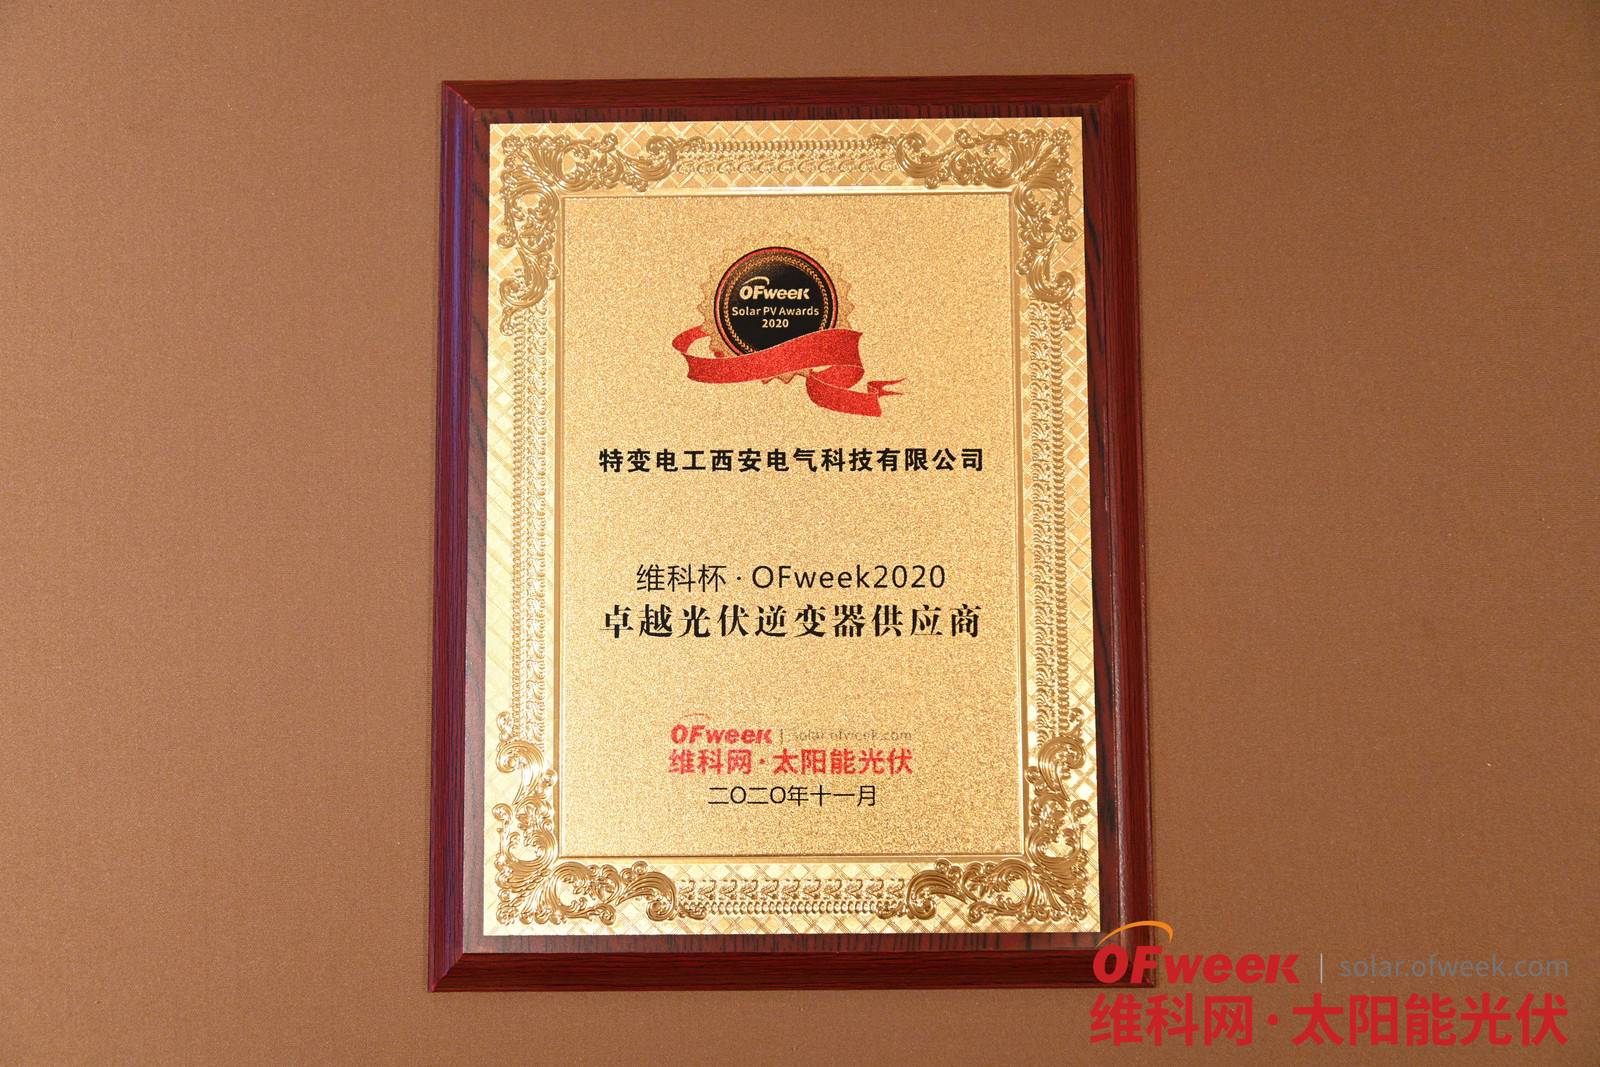 OFweek
Solar PV Awards
2020
特变电工西安电气科技有限公司
维科杯·OFweek2020
卓越光伏逆变器供应商
OFweek | solar.ofweek.com
维科网·太阳能光伏
二〇二〇年十一月
OFweek | solar.ofweek.com
维科网·太阳能光伏